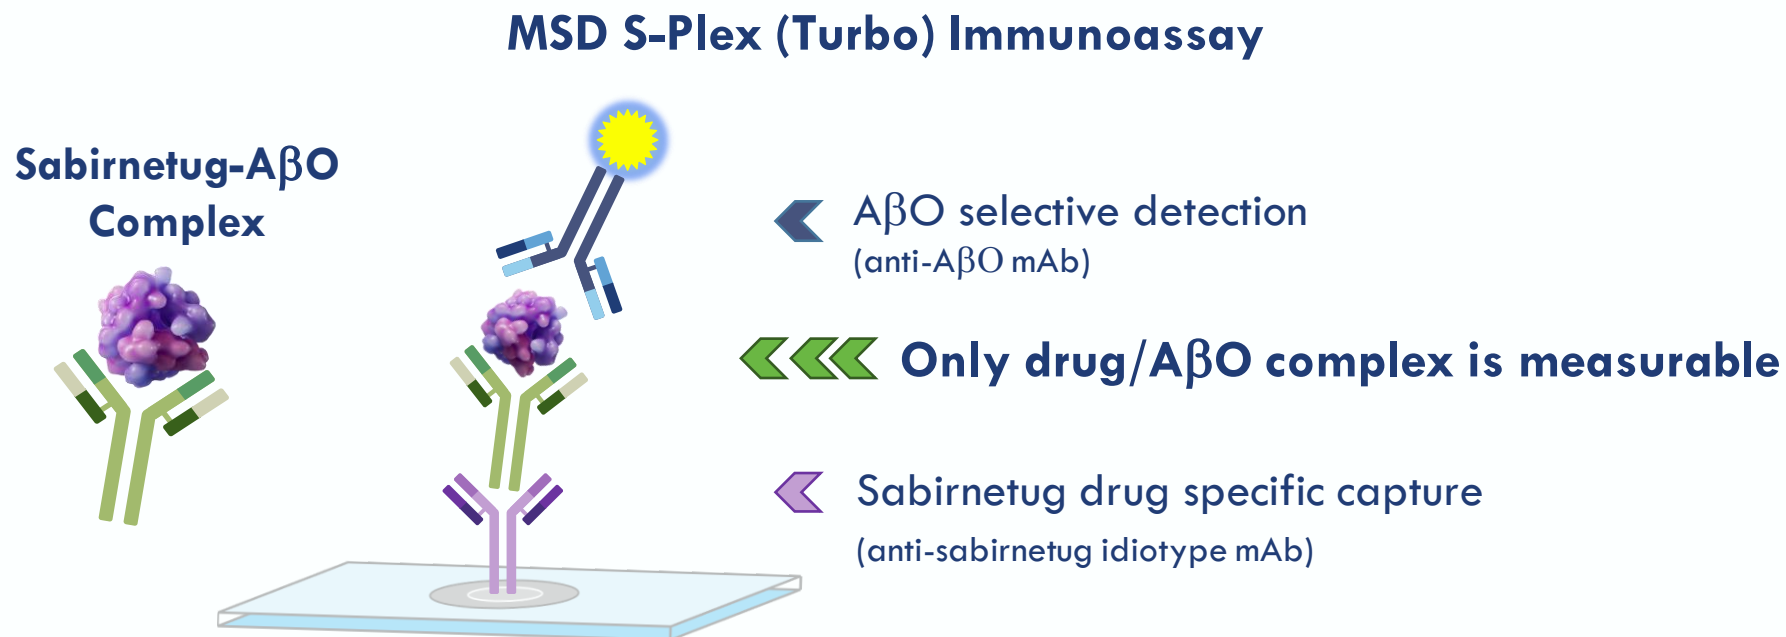 MSD S-Plex (Turbo) Immunoassay
Sabirnetug-AβO
Complex
AβO selective detection
(anti-AβO mAb)
Only drug/AβO complex is measurable
Sabirnetug drug specific capture
(anti-sabirnetug idiotype mAb)